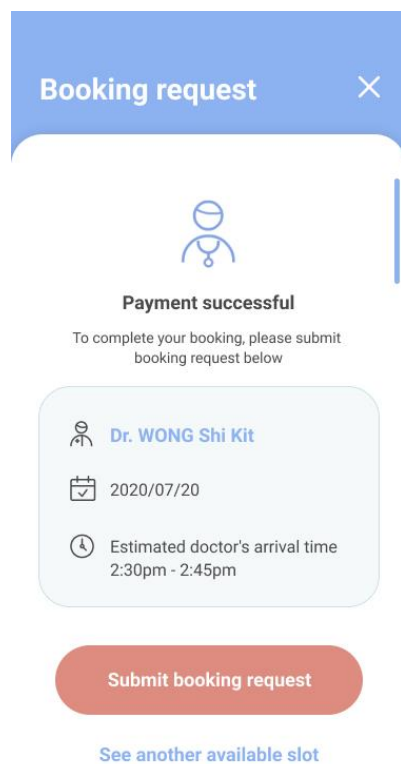 Booking request
Payment successful
To complete your booking, please submit
booking request below
Dr. WONG Shi Kit
2020/07/20
Estimated doctor's arrival time
2:30pm - 2:45pm
Submit booking request
See another available slot